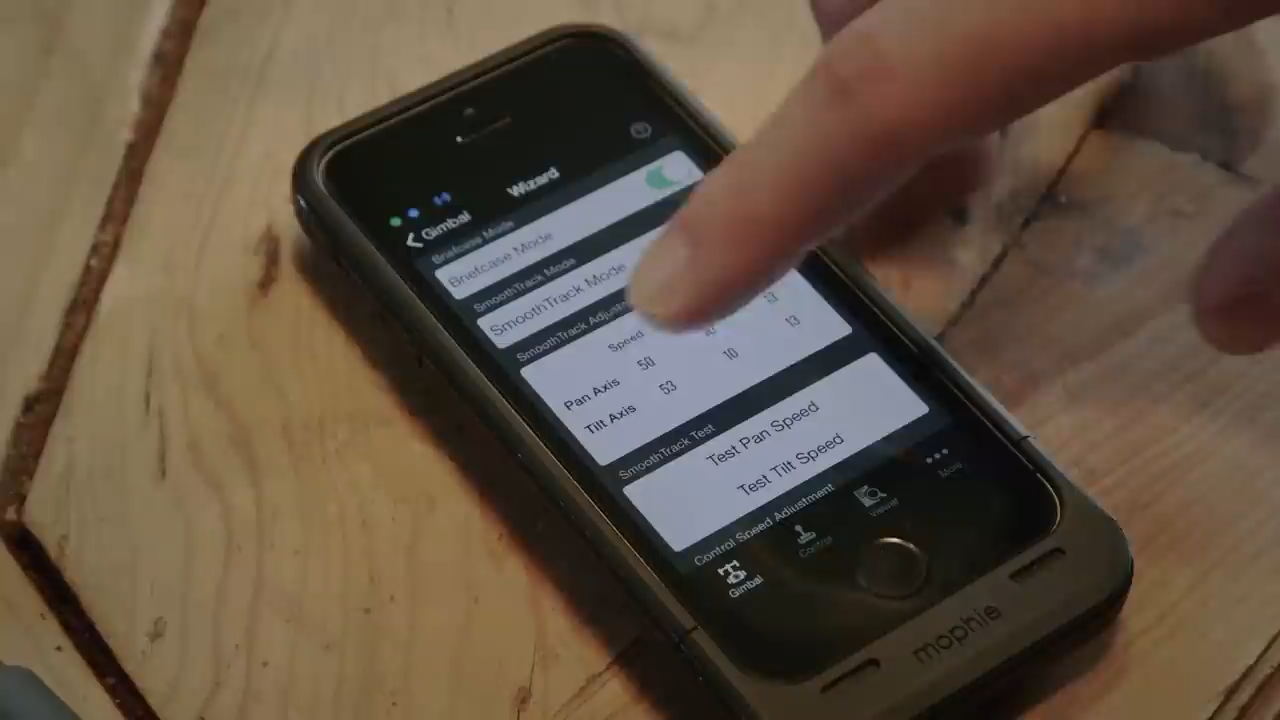 Wizard
Gimbal
Briefcase Mode
Briefcase Mode
SmoothTrack Mode
SmoothTrack Mode
SmoothTrack
Speed
Pan Axis 50 13
Tilt Axis 53 10 13
SmoothTrack Test
Test Pan Speed
Test Tilt Speed
Control Speed Adjustment
Gimbal Control Viewer More
mophie